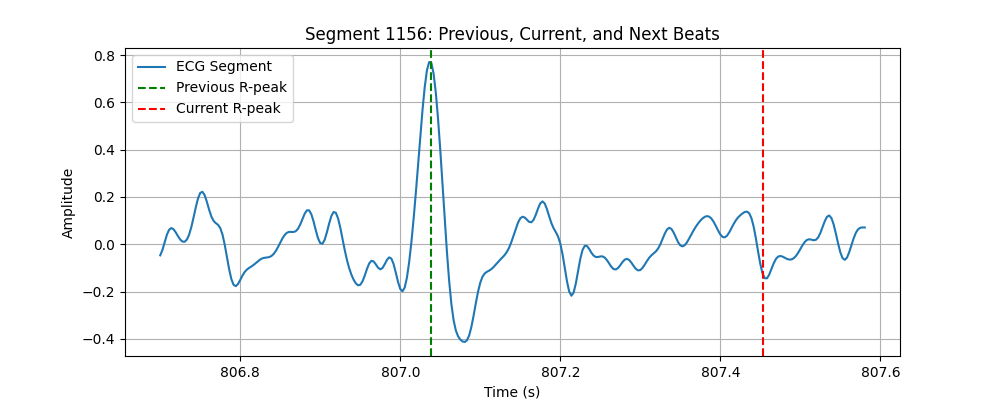 Segment 1156: Previous, Current, and Next Beats
ECG Segment
Previous R-peak
Current R-peak
Amplitude
0.8
0.6
0.4
0.2
0.0
−0.2
−0.4
806.8 807.0 807.2 807.4 807.6
Time (s)